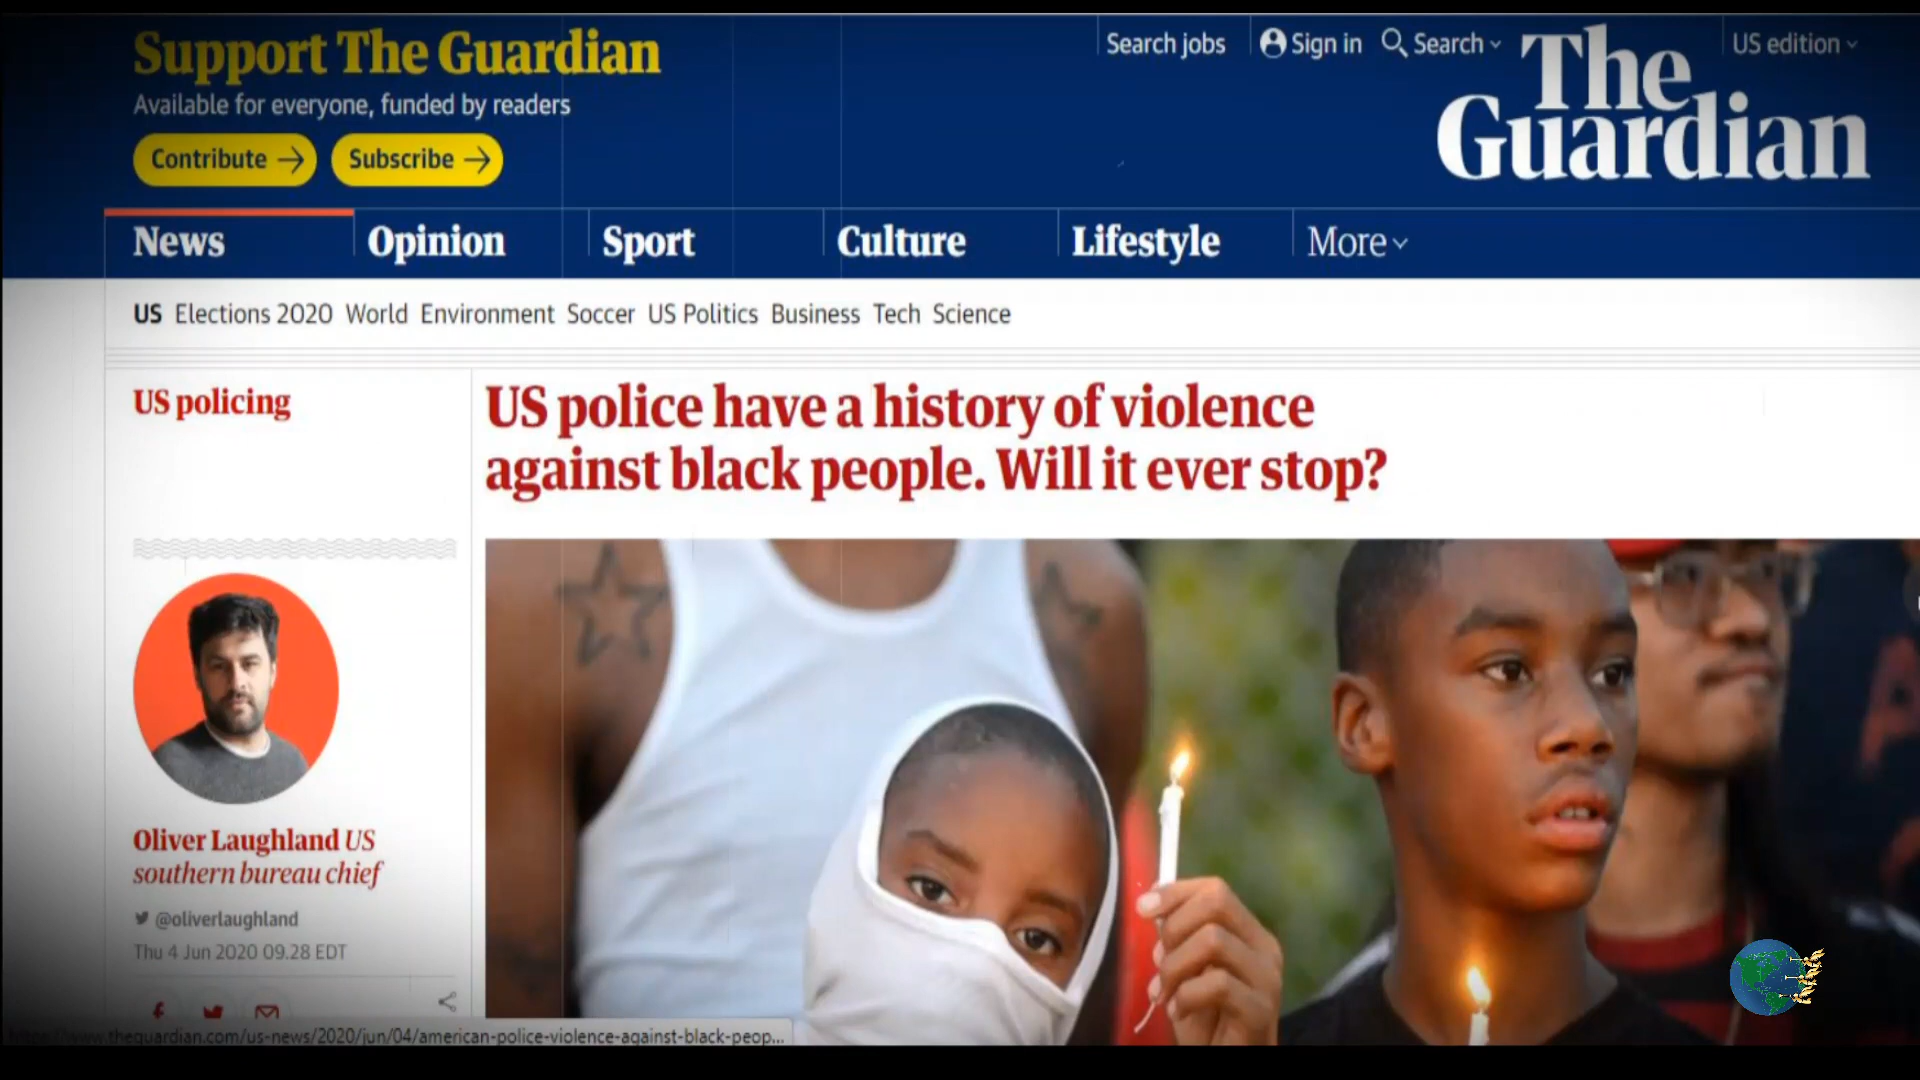 Support The Guardian
Available for everyone, funded by readers
Contribute →
Subscribe →
Search jobs
Sign in
Search
US edition
The
Guardian
News
Opinion
Sport
Culture
Lifestyle
More
US Elections 2020 World Environment Soccer US Politics Business Tech Science
US policing
US police have a history of violence
against black people. Will it ever stop?
Oliver Laughland US
southern bureau chief
@oliverlaughland
Thu 4 Jun 2020 09.28 EDT
https://www.theguardian.com/us-news/2020/jun/04/american-police-violence-against-black-peop...